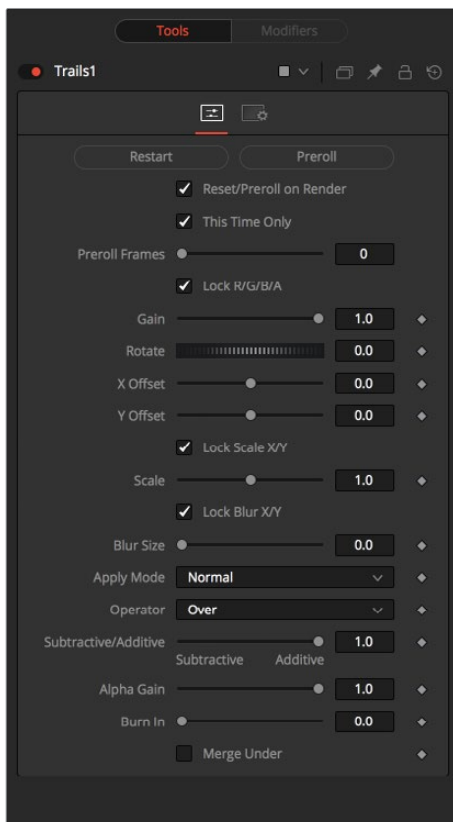 Tools Modifiers
Trails1
Restart Preroll
Reset/Preroll on Render
This Time Only
Preroll Frames 0
Lock R/G/B/A
Gain 1.0
Rotate 0.0
X Offset 0.0
Y Offset 0.0
Lock Scale X/Y
Scale 1.0
Lock Blur X/Y
Blur Size 0.0
Apply Mode Normal
Operator Over
Subtractive/Additive 1.0
Subtractive Additive
Alpha Gain 1.0
Burn In 0.0
Merge Under